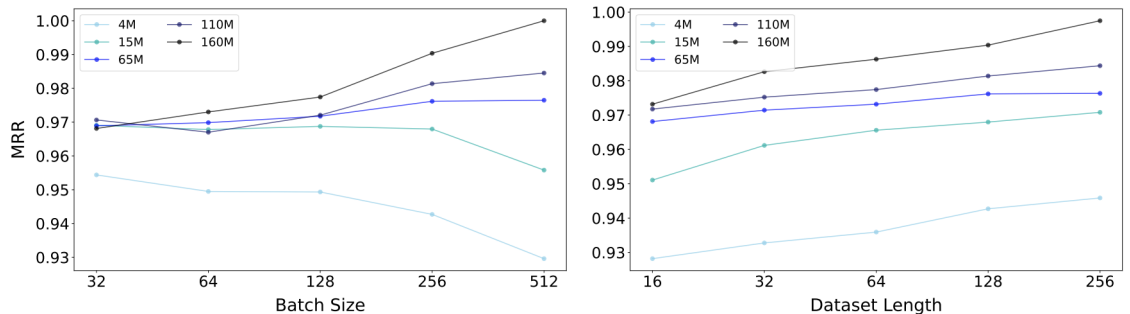 4M
15M
65M
110M
160M
MRR
1.00
0.99
0.98
0.97
0.96
0.95
0.94
0.93
32 64 128 256 512
Batch Size
4M
15M
65M
110M
160M
1.00
0.99
0.98
0.97
0.96
0.95
0.94
0.93
16 32 64 128 256
Dataset Length